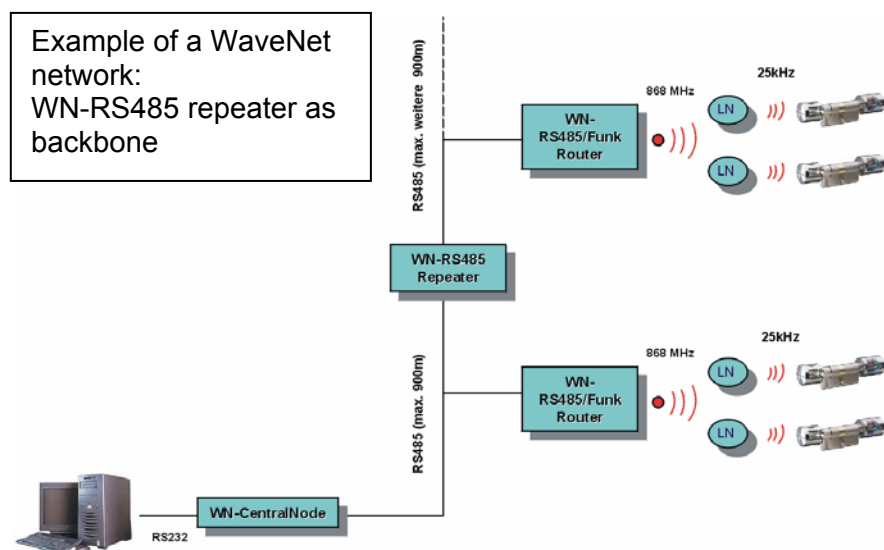 Example of a WaveNet
network:
WN-RS485 repeater as
backbone
RS485 (max. weitere 900m)
WN-
RS485/Funk
Router
868 MHz
25kHz
LN
LN
WN-RS485
Repeater
RS485 (max. 900m)
WN-
RS485/Funk
Router
868 MHz
25kHz
LN
LN
WN-CentralNode
RS232